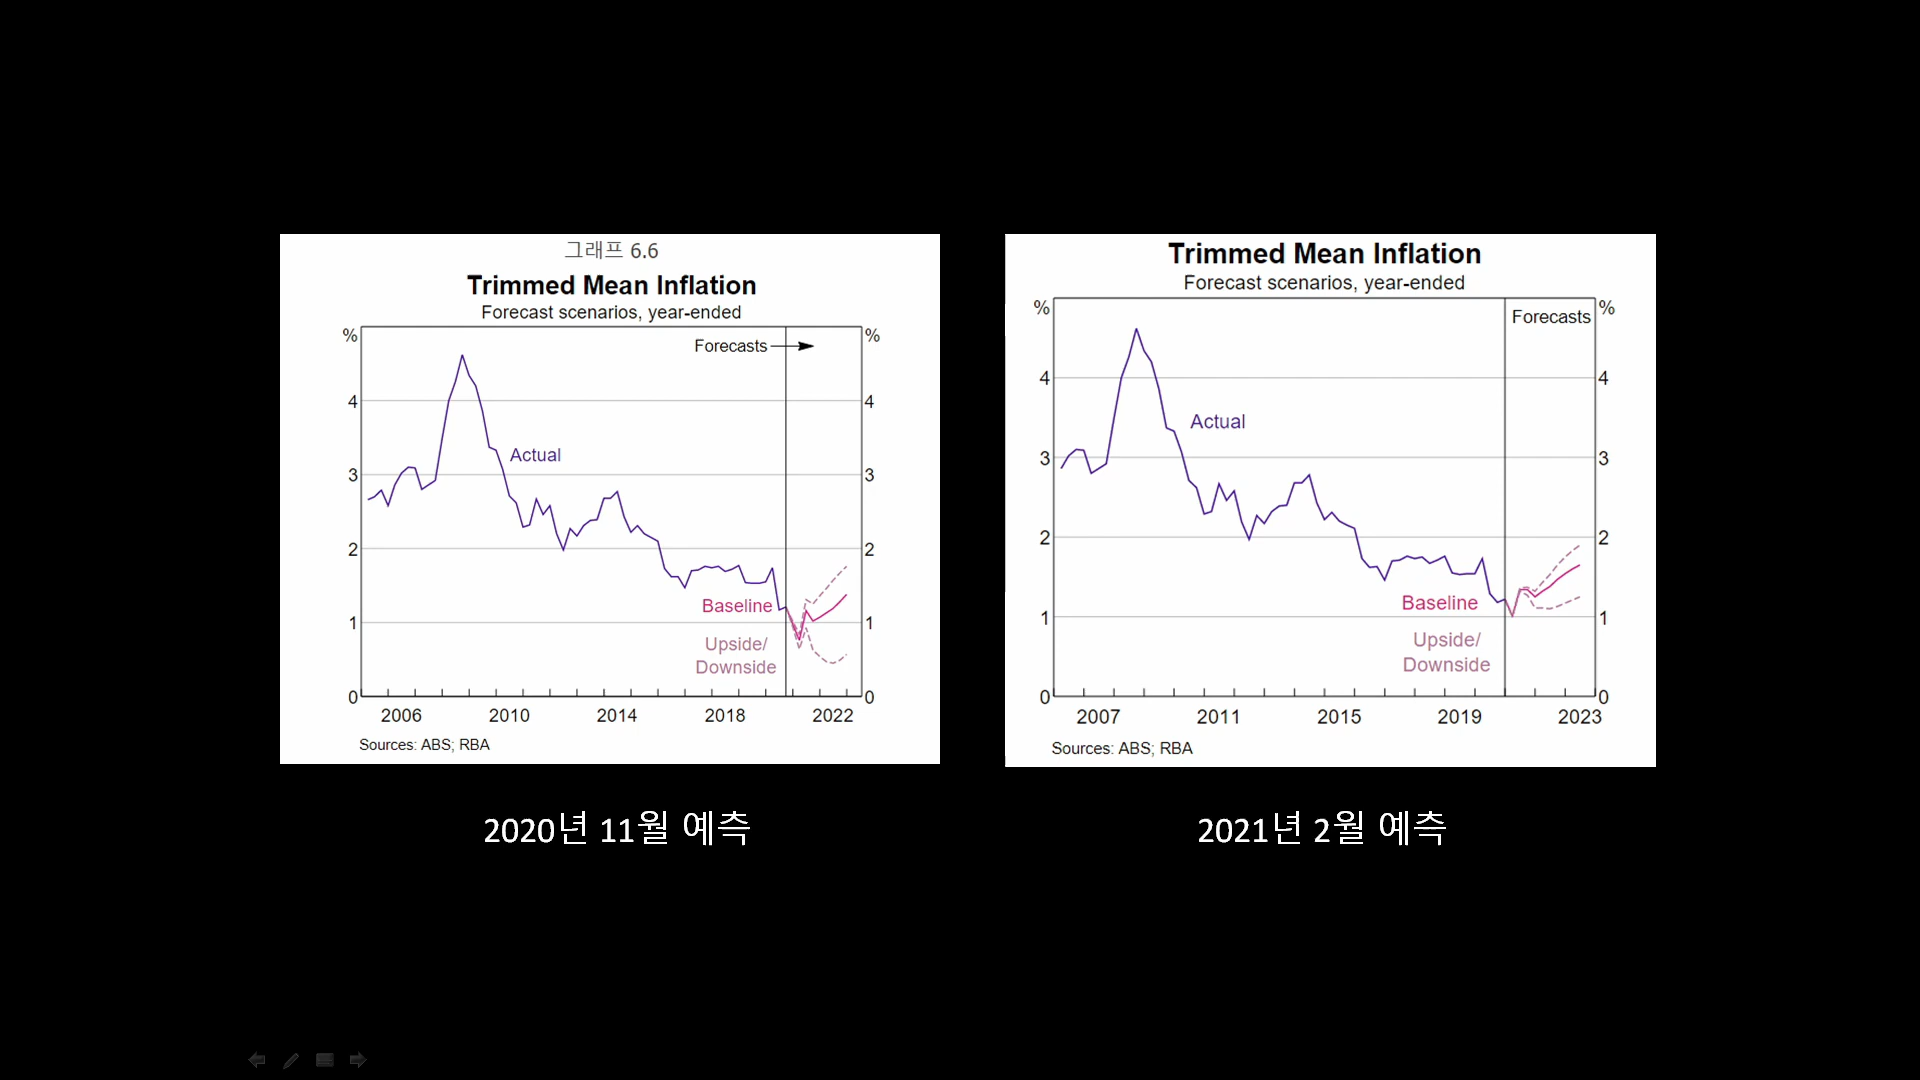 그래프 6.6
Trimmed Mean Inflation
Forecast scenarios, year-ended
% %
Forecasts
4 4
Actual
3 3
2 2
Baseline
1 1
Upside/
Downside
0 0
2006 2010 2014 2018 2022
Sources: ABS; RBA
2020년 11월 예측
Trimmed Mean Inflation
Forecast scenarios, year-ended
% %
Forecasts
4 4
Actual
3 3
2 2
Baseline
1 1
Upside/
Downside
0 0
2007 2011 2015 2019 2023
Sources: ABS; RBA
2021년 2월 예측